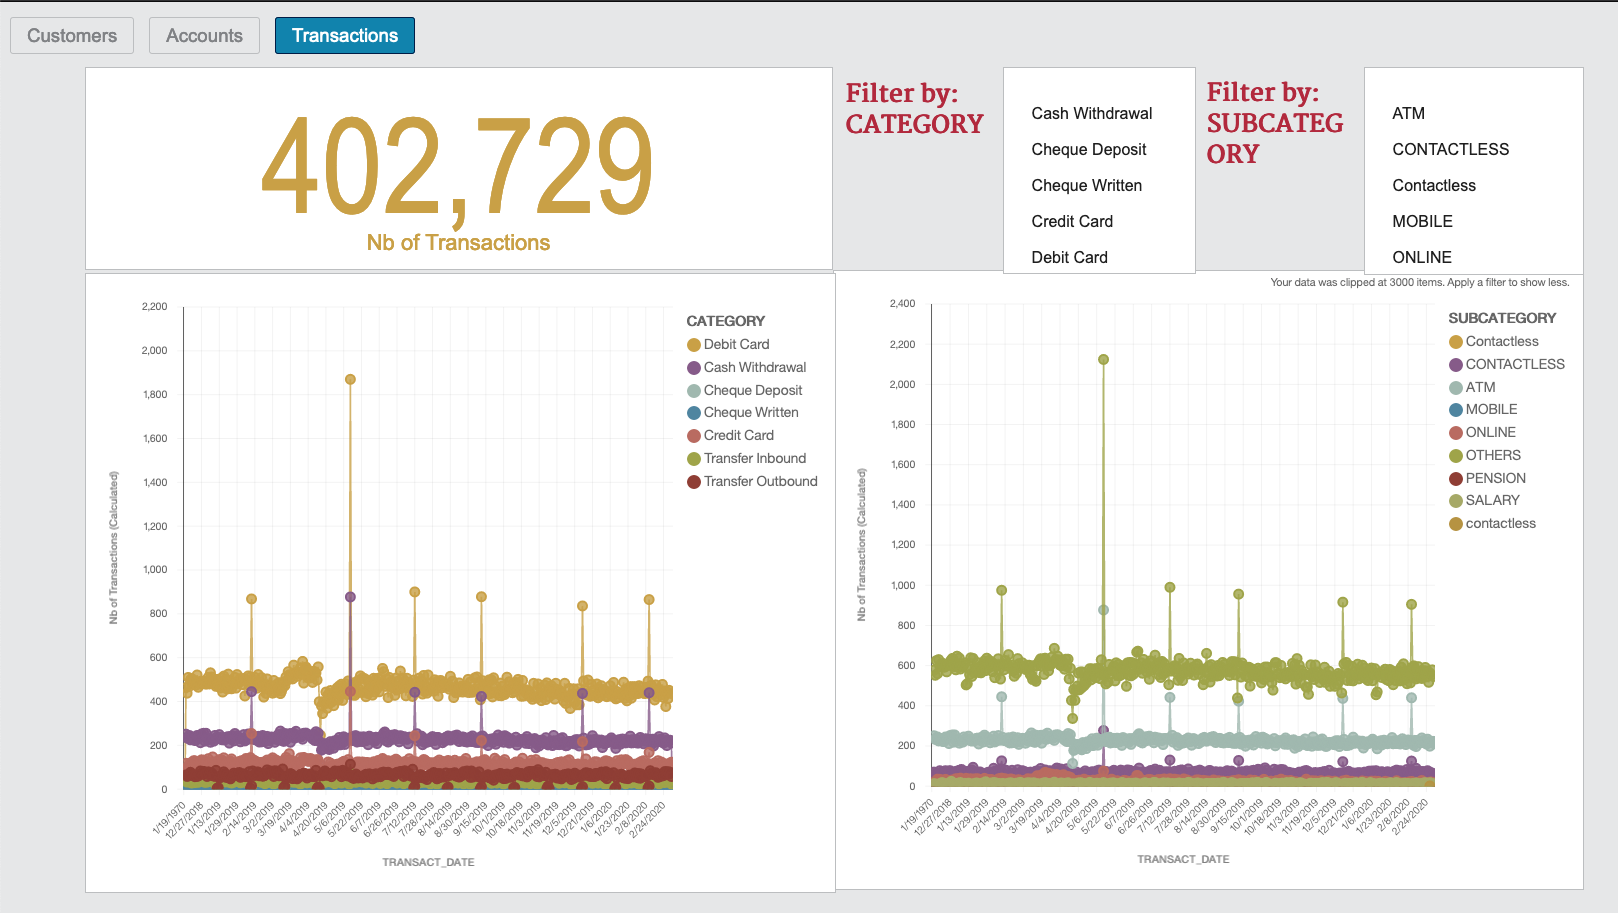 Customers
Accounts
Transactions
402,729
Nb of Transactions
Filter by:
CATEGORY
Cash Withdrawal
Cheque Deposit
Cheque Written
Credit Card
Debit Card
Filter by:
SUBCATEG
ORY
ATM
CONTACTLESS
Contactless
MOBILE
ONLINE
2,200
2,000
1,800
1,600
1,400
1,200
1,000
800
600
400
200
0
Nb of Transactions (Calculated)
1/19/1970
12/27/2018
1/13/2019
1/29/2019
2/14/2019
3/2/2019
3/19/2019
4/4/2019
4/20/2019
5/6/2019
5/22/2019
6/7/2019
6/26/2019
7/12/2019
7/28/2019
8/14/2019
8/30/2019
9/15/2019
10/1/2019
10/18/2019
11/3/2019
11/19/2019
12/5/2019
12/21/2019
1/6/2020
1/23/2020
2/8/2020
2/24/2020
TRANSACT_DATE
CATEGORY
Debit Card
Cash Withdrawal
Cheque Deposit
Cheque Written
Credit Card
Transfer Inbound
Transfer Outbound
Your data was clipped at 3000 items. Apply a filter to show less.
2,400
2,200
2,000
1,800
1,600
1,400
1,200
1,000
800
600
400
200
0
Nb of Transactions (Calculated)
1/19/1970
12/27/2018
1/13/2019
1/29/2019
2/14/2019
3/2/2019
3/19/2019
4/4/2019
4/20/2019
5/6/2019
5/22/2019
6/7/2019
6/26/2019
7/12/2019
7/28/2019
8/14/2019
8/30/2019
9/15/2019
10/1/2019
10/18/2019
11/3/2019
11/19/2019
12/5/2019
12/21/2019
1/6/2020
1/23/2020
2/8/2020
2/24/2020
TRANSACT_DATE
SUBCATEGORY
Contactless
CONTACTLESS
ATM
MOBILE
ONLINE
OTHERS
PENSION
SALARY
contactless